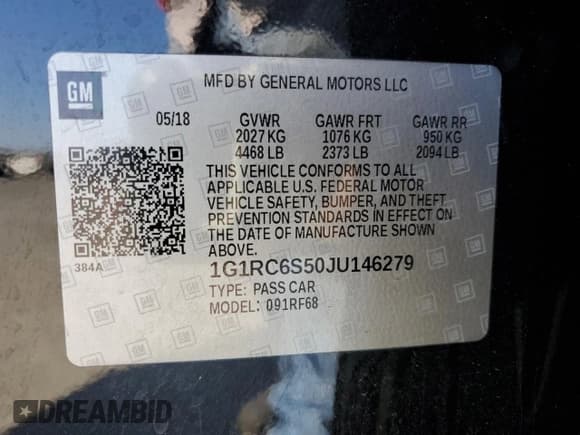 GM
MFD BY GENERAL MOTORS LLC
05/18 GVWR GAWR FRT GAWR RR
2027 KG 1076 KG 950 KG
4468 LB 2373 LB 2094 LB
THIS VEHICLE CONFORMS TO ALL
APPLICABLE U.S. FEDERAL MOTOR
VEHICLE SAFETY, BUMPER, AND THEFT
PREVENTION STANDARDS IN EFFECT ON
THE DATE OF MANUFACTURE SHOWN
ABOVE.
384A
1G1RC6S50JU146279
TYPE: PASS CAR
MODEL: 091RF68
DREAMBID